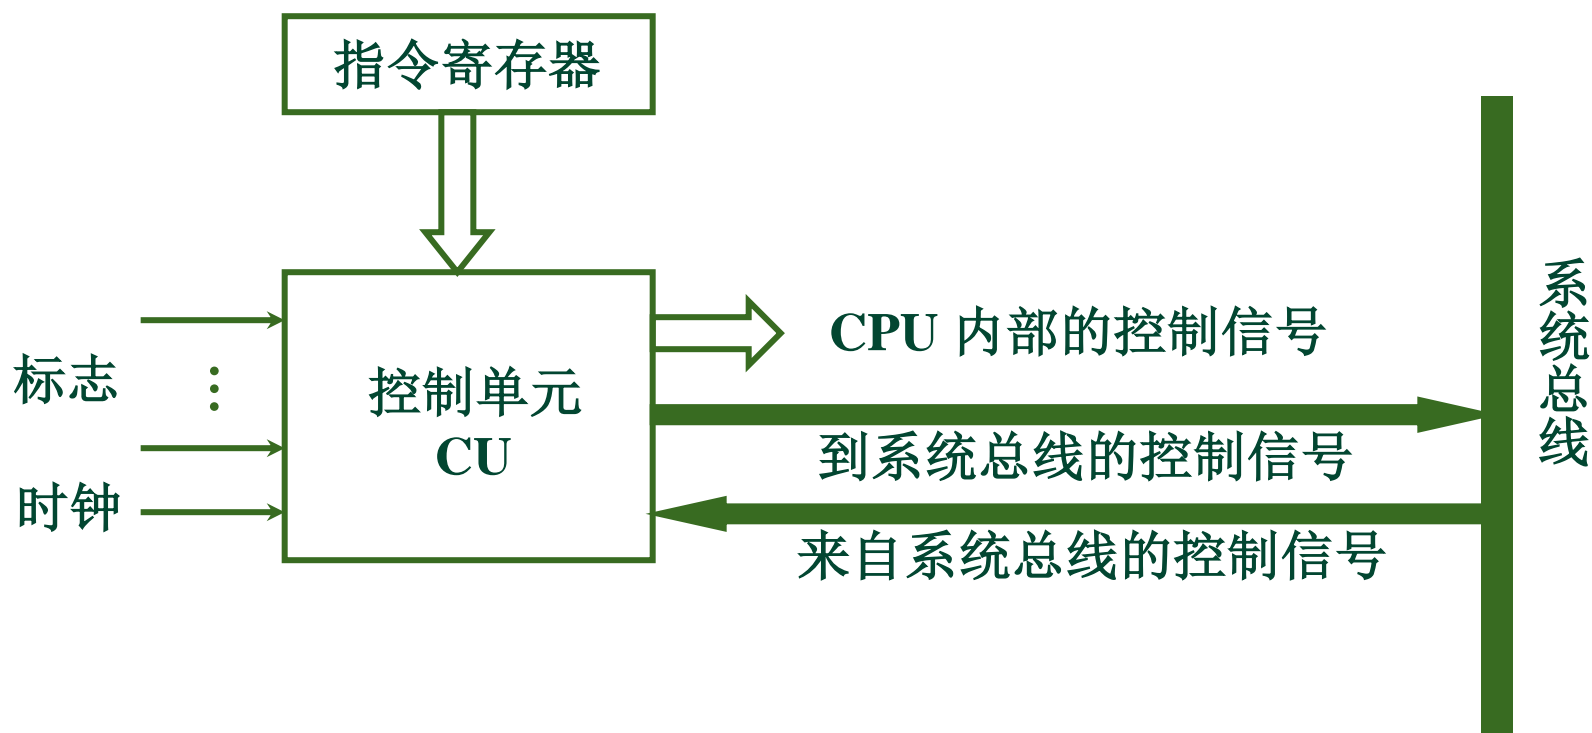 指令寄存器
CPU 内部的控制信号
标志
控制单元
CU
到系统总线的控制信号
时钟
来自系统总线的控制信号
系统总线